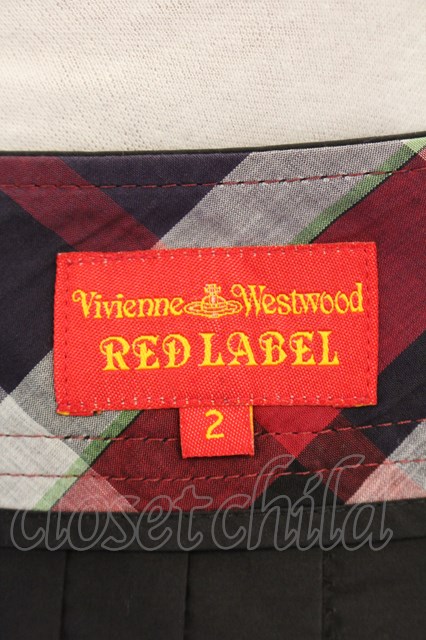 Vivienne Westwood
RED LABEL
2
closet child